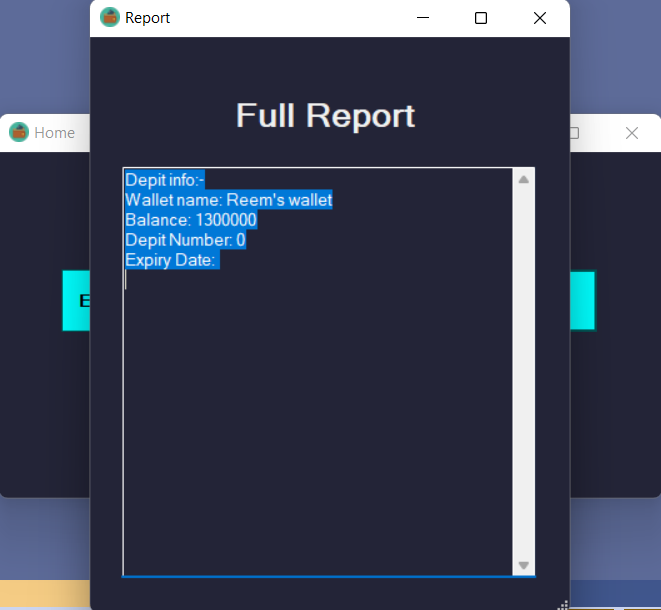 Report
Home
Full Report
Depit info:-
Wallet name: Reem's wallet
Balance: 1300000
Depit Number: 0
Expiry Date:
E